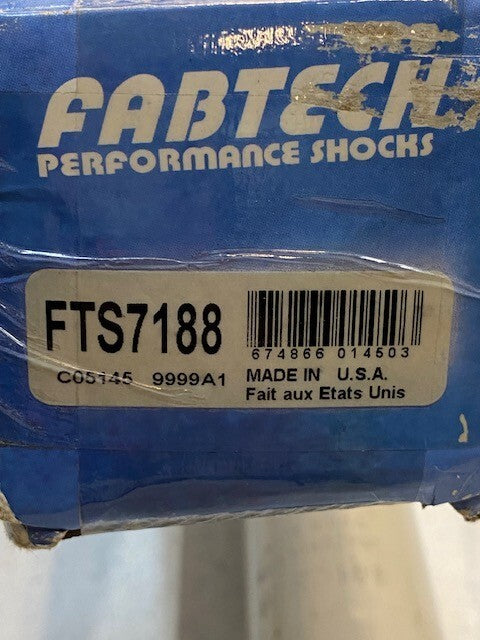 FABTECH
PERFORMANCE SHOCKS
FTS7188
674866 014503
C05145 9999A1
MADE IN U.S.A.
Fait aux Etats Unis